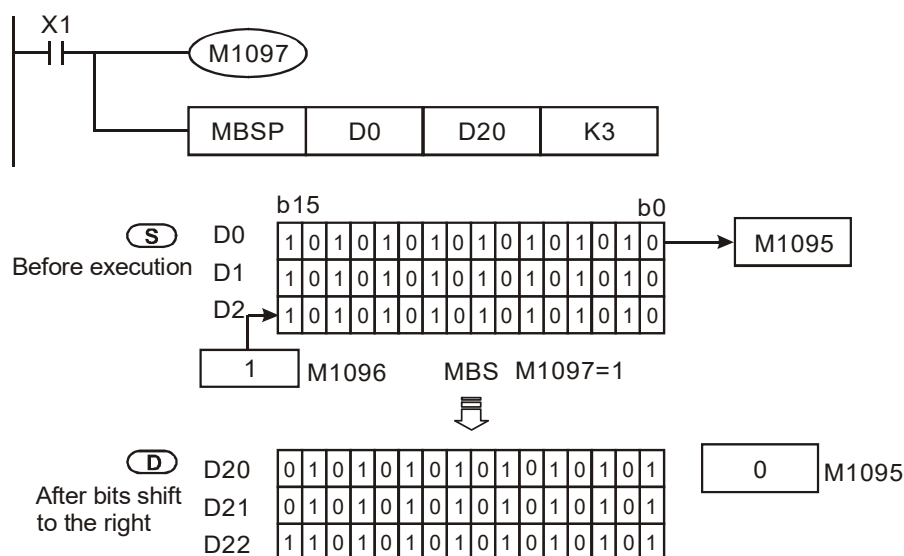 X1
M1097
MBSP D0 D20 K3
b15 b0
S D0 1 0 1 0 1 0 1 0 1 0 1 0 1 0 1 0 M1095
Before execution D1 1 0 1 0 1 0 1 0 1 0 1 0 1 0 1 0
D2 1 0 1 0 1 0 1 0 1 0 1 0 1 0 1 0
1 M1096 MBS M1097=1
D D20 0 1 0 1 0 1 0 1 0 1 0 1 0 1 0 1 0 M1095
After bits shift D21 0 1 0 1 0 1 0 1 0 1 0 1 0 1 0 1
to the right D22 1 1 0 1 0 1 0 1 0 1 0 1 0 1 0 1